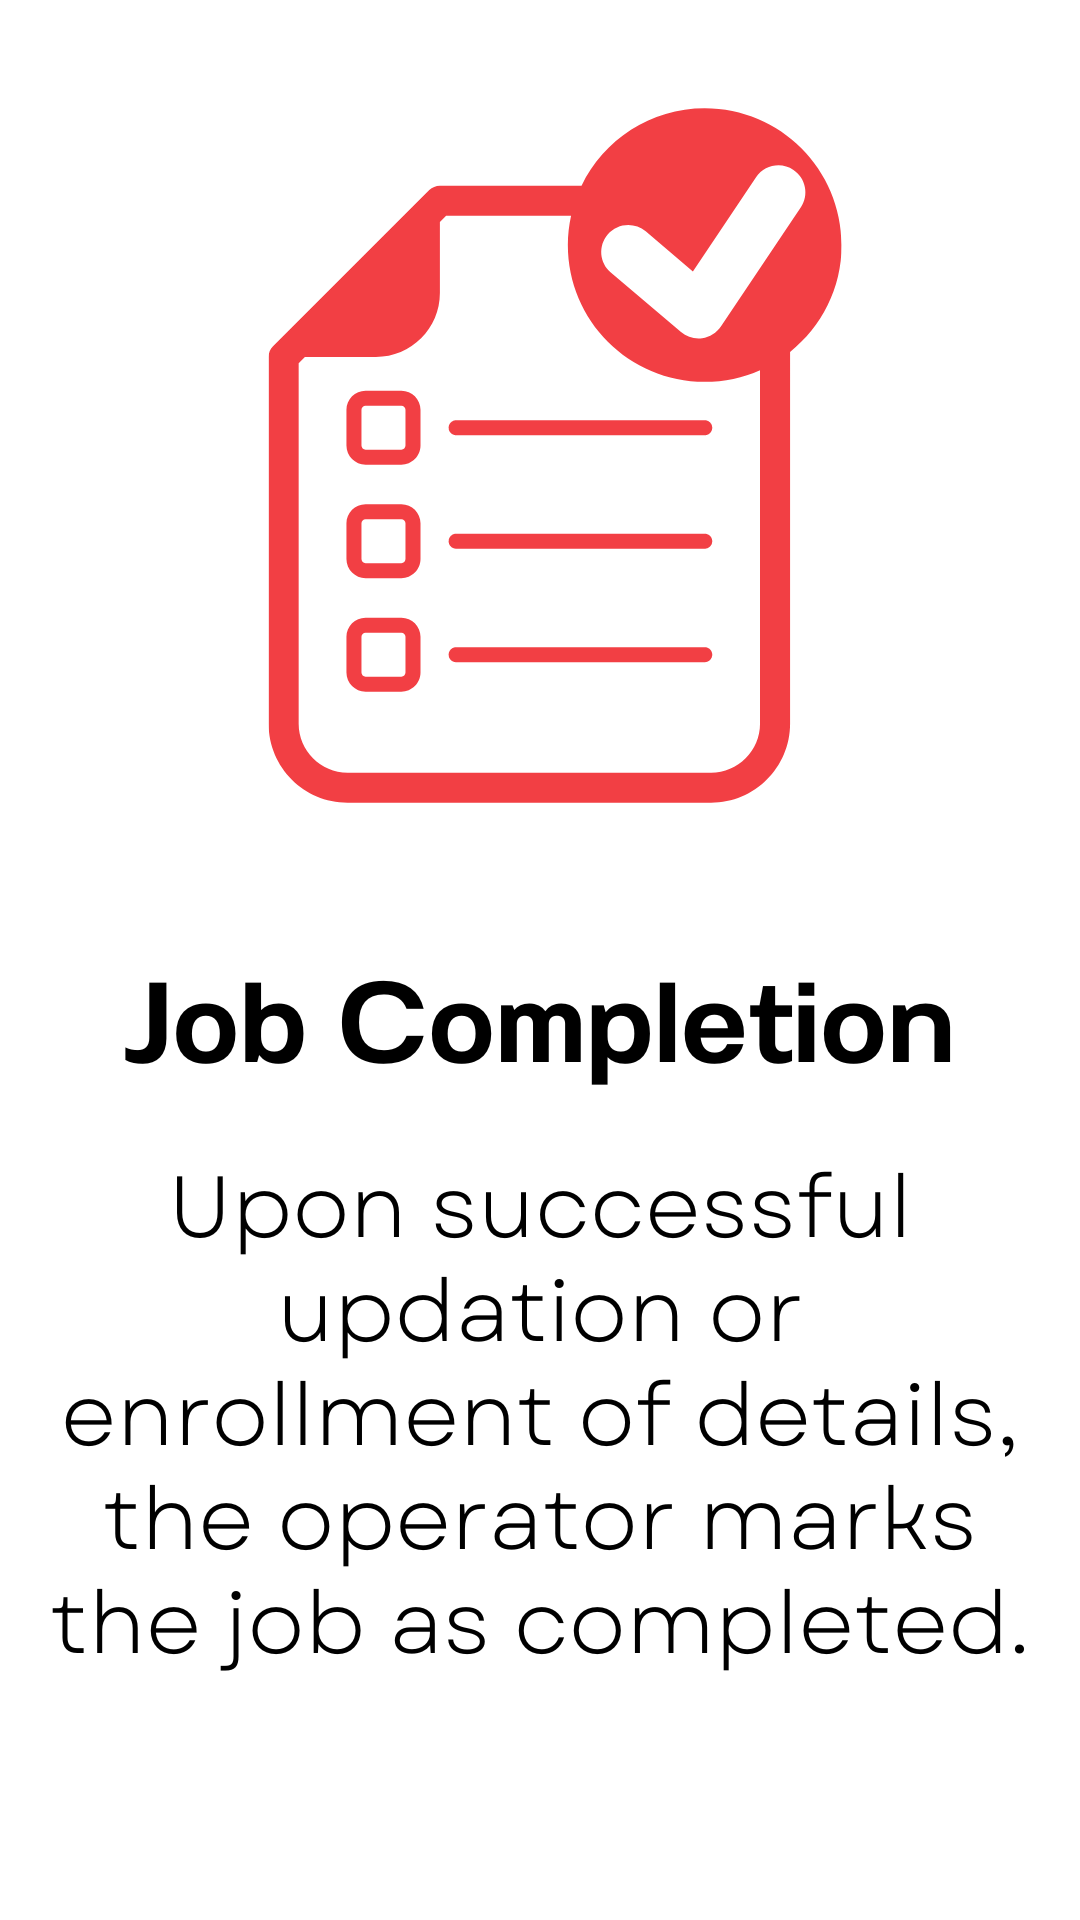 Job Completion
Upon successful
updation or
enrollment of details,
the operator marks
the job as completed.